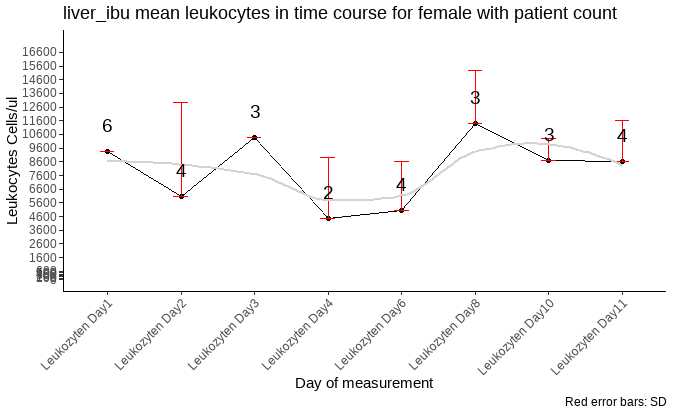 liver_ibu mean leukocytes in time course for female with patient count
Leukocytes Cells/ul
16600
15600
14600
13600
12600
11600
10600
9600
8600
7600
6600
5600
4600
3600
2600
1600
6
4
3
2
4
3
3
4
Leukozyten Day1
Leukozyten Day2
Leukozyten Day3
Leukozyten Day4
Leukozyten Day6
Leukozyten Day8
Leukozyten Day10
Leukozyten Day11
Day of measurement
Red error bars: SD